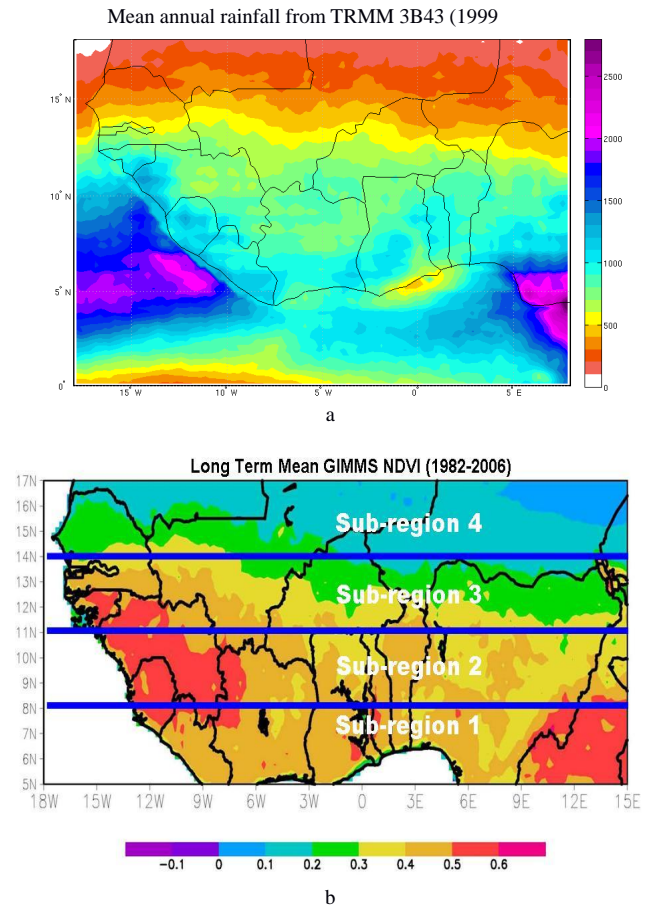 Mean annual rainfall from TRMM 3B43 (1999
15° N
10° N
5° N
0°
15° W
10° W
5° W
0°
5° E
2500
2000
1500
1000
500
0
a
Long Term Mean GIMMS NDVI (1982-2006)
17N
16N
15N
14N
13N
12N
11N
10N
9N
8N
7N
6N
5N
Sub-region 4
Sub-region 3
Sub-region 2
Sub-region 1
18W 15W 12W 9W 6W 3W 0 3E 6E 9E 12E 15E
-0.1 0 0.1 0.2 0.3 0.4 0.5 0.6
b